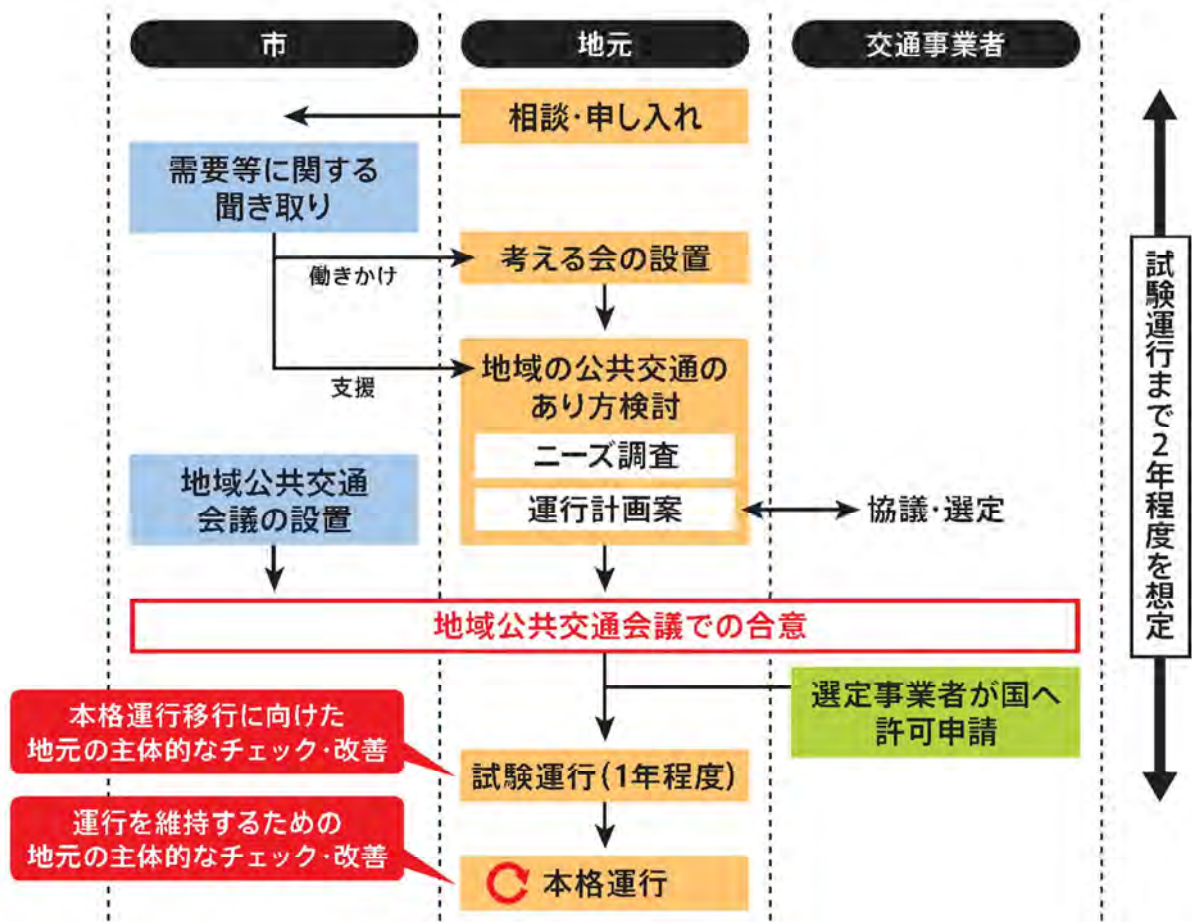 市
地元
交通事業者
相談・申し入れ
需要等に関する
聞き取り
働きかけ
考える会の設置
支援
地域の公共交通の
あり方検討
ニーズ調査
運行計画案
協議・選定
地域公共交通
会議の設置
地域公共交通会議での合意
選定事業者が国へ
許可申請
本格運行移行に向けた
地元の主体的なチェック・改善
試験運行(1年程度)
運行を維持するための
地元の主体的なチェック・改善
本格運行
試験運行まで2年程度を想定